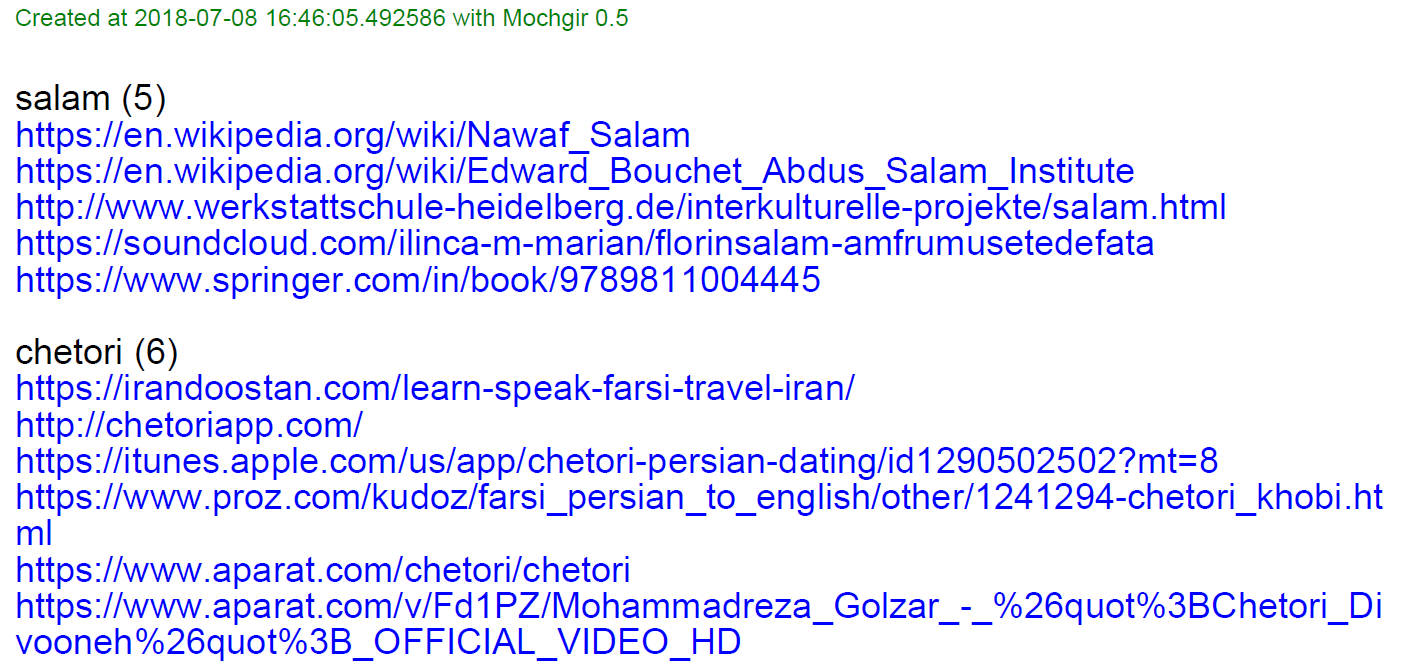 Created at 2018-07-08 16:46:05.492586 with Mochgir 0.5
salam (5)
https://en.wikipedia.org/wiki/Nawaf_Salam
https://en.wikipedia.org/wiki/Edward_Bouchet_Abdus_Salam_Institute
http://www.werkstattschule-heidelberg.de/interkulturelle-projekte/salam.html
https://soundcloud.com/ilinca-m-marian/florinsalam-amfrumusetedefata
https://www.springer.com/in/book/9789811004445
chetori (6)
https://irandoostan.com/learn-speak-farsi-travel-iran/
http://chetoriapp.com/
https://itunes.apple.com/us/app/chetori-persian-dating/id1290502502?mt=8
https://www.proz.com/kudoz/farsi_persian_to_english/other/1241294-chetori_khobi.ht
ml
https://www.aparat.com/chetori/chetori
https://www.aparat.com/v/Fd1PZ/Mohammadreza_Golzar_-_%26quot%3BChetori_Di
vooneh%26quot%3B_OFFICIAL_VIDEO_HD